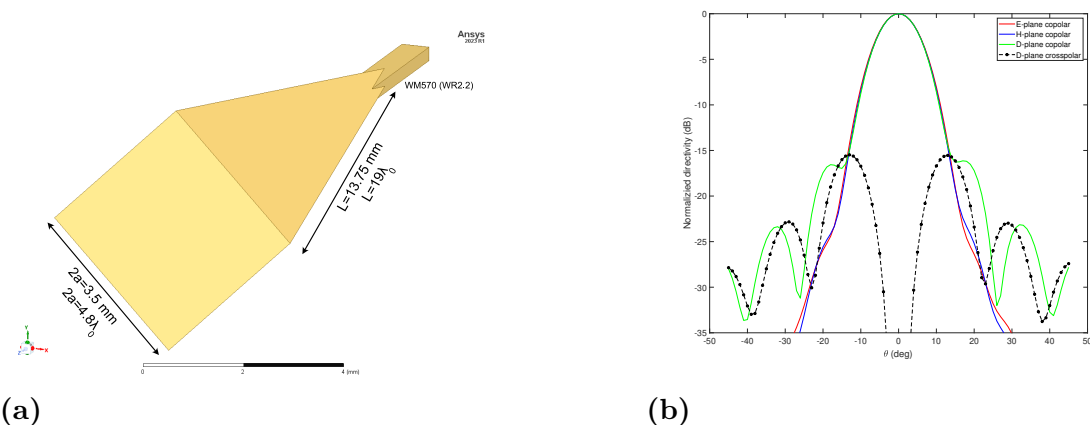 Ansys
2023 R1
WM570 (WR2.2)
L=13.75 mm
L=19λ0
2a=3.5 mm
2a=4.8λ0
Y
Z
X
0
2
4 (mm)
(a)
E-plane copolar
H-plane copolar
D-plane copolar
D-plane crosspolar
Normalizied directivity (dB)
0
-5
-10
-15
-20
-25
-30
-35
-50 -40 -30 -20 -10 0 10 20 30 40 50
θ (deg)
(b)